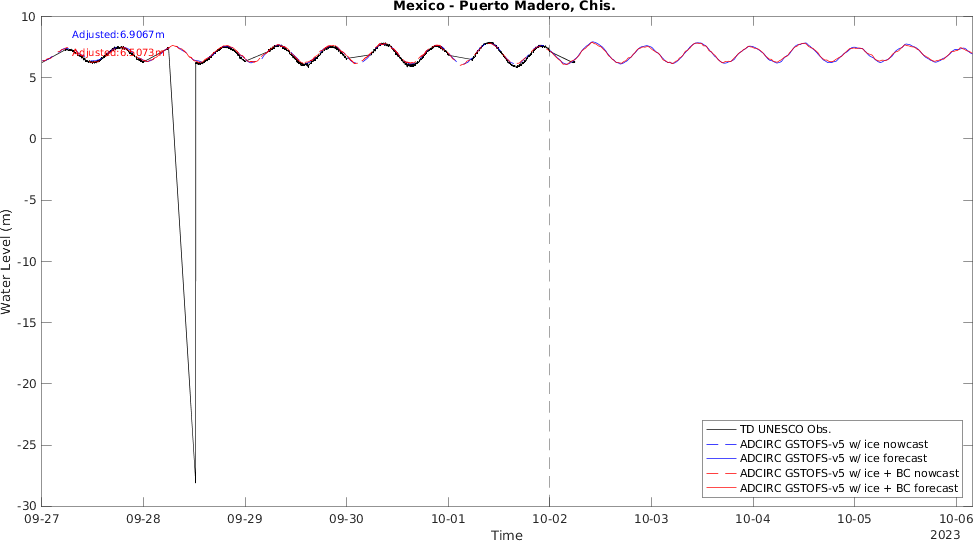 Mexico - Puerto Madero, Chis.
10
Adjusted:6.9067m
5
0
-5
-10
-15
-20
-25
-30
Water Level (m)
TD UNESCO Obs.
ADCIRC GSTOFS-v5 w/ ice nowcast
ADCIRC GSTOFS-v5 w/ ice forecast
ADCIRC GSTOFS-v5 w/ ice + BC nowcast
ADCIRC GSTOFS-v5 w/ ice + BC forecast
09-27 09-28 09-29 09-30 10-01 10-02 10-03 10-04 10-05 10-06
Time 2023